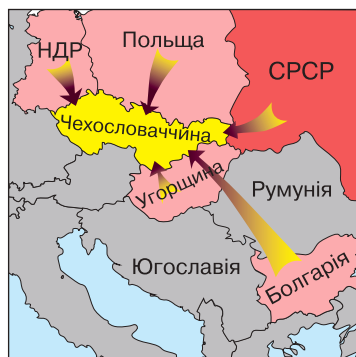 НДР
Польща
СРСР
Чехословаччина
Угорщина
Румунія
Югославія
Болгарія